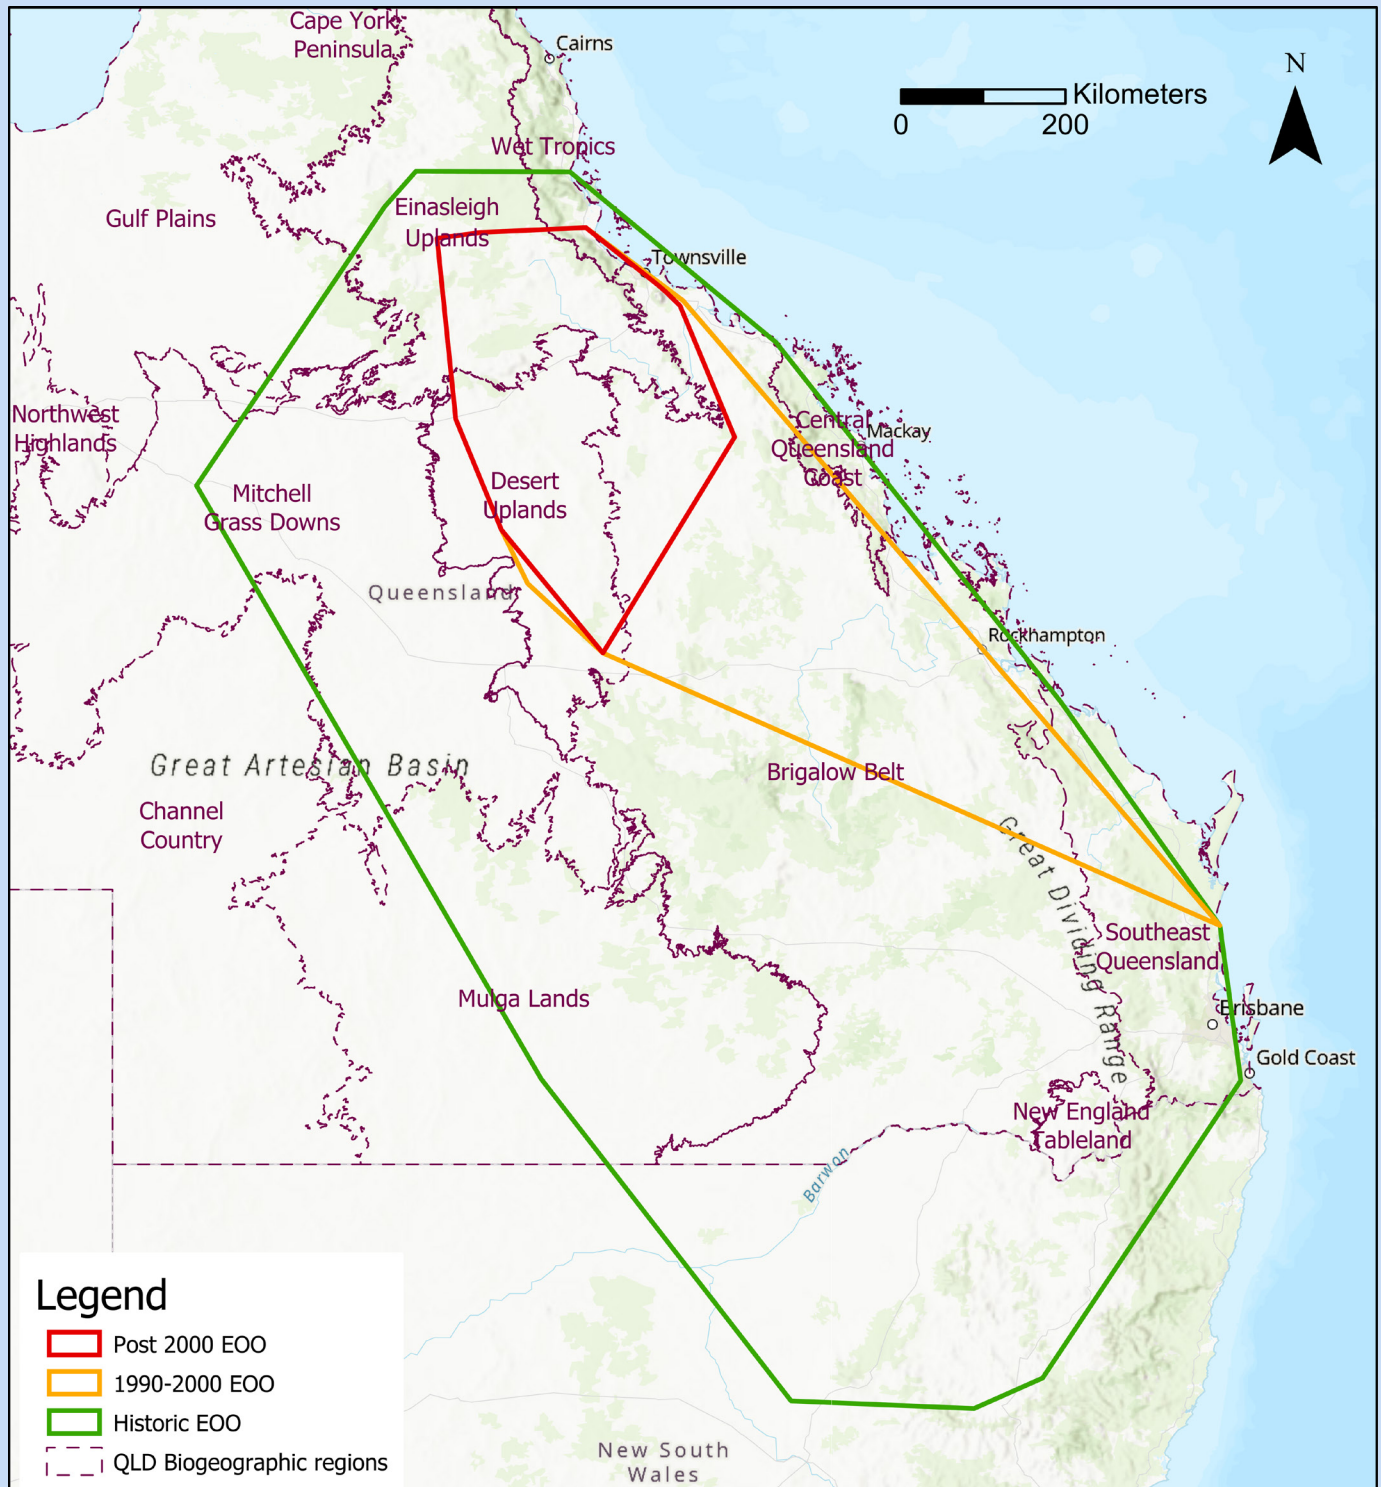 Cape York
Peninsula
Cairns
N
Kilometers
0 200
Wet Tropics
Gulf Plains
Einasleigh
Uplands
Townsville
Northwest
Highlands
Central
Queensland
Coast
Mackay
Mitchell
Grass Downs
Desert
Uplands
Queensland
Rockhampton
Great Artesian Basin
Brigalow Belt
Channel
Country
Great Dividing Range
Southeast
Queensland
Mulga Lands
Brisbane
Gold Coast
New England
Tableland
Barwon
Legend
Post 2000 EOO
1990-2000 EOO
Historic EOO
QLD Biogeographic regions
New South
Wales